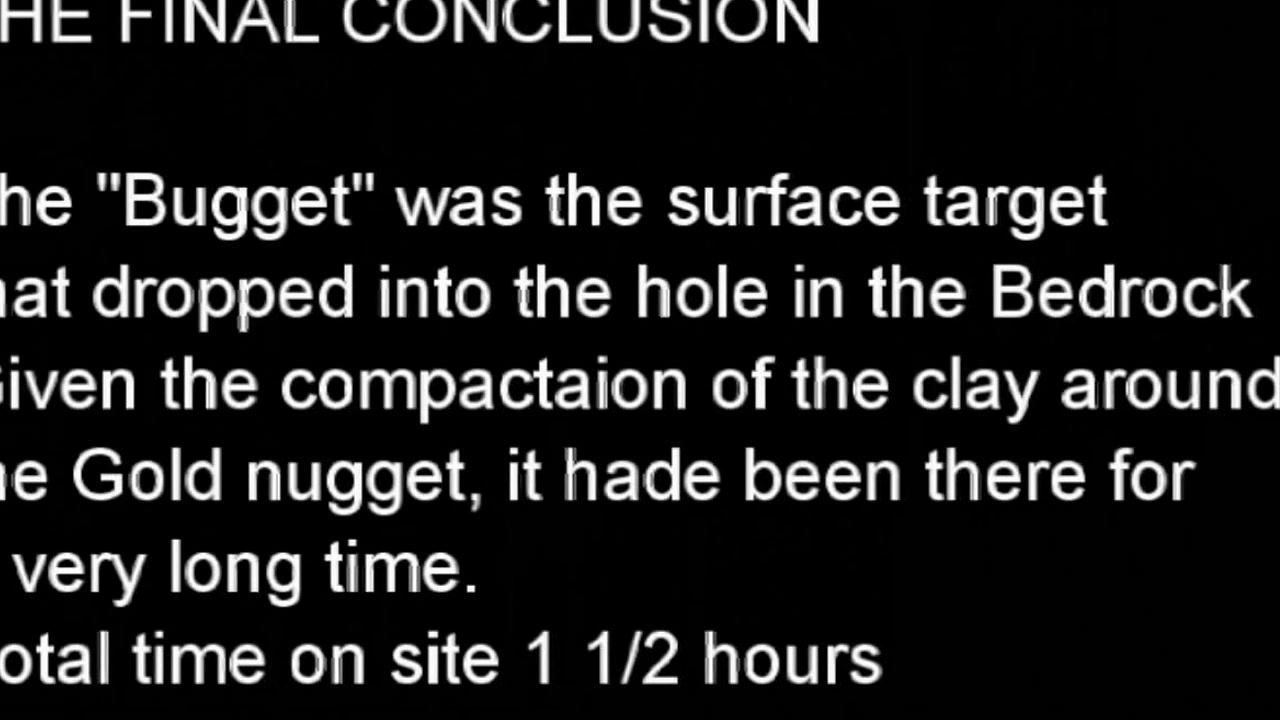 HE FINAL CONCLUSION
he "Bugget" was the surface target
hat dropped into the hole in the Bedrock
Given the compactaion of the clay around
he Gold nugget, it hade been there for
very long time.
otal time on site 1 1/2 hours